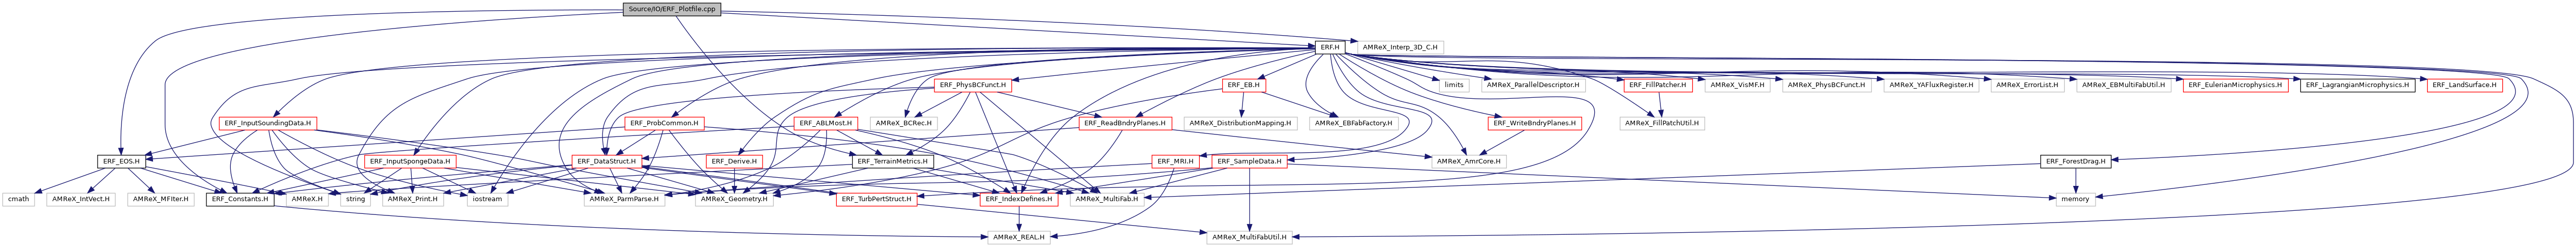 Source/IO/ERF_Plotfile.cpp
ERF.H
AMReX_Interp_3D_C.H
ERF_PhysBCFunct.H
ERF_EB.H
limits
AMReX_ParallelDescriptor.H
ERF_FillPatcher.H
AMReX_VisMF.H
AMReX_PhysBCFunct.H
AMReX_YAFluxRegister.H
AMReX_ErrorList.H
AMReX_EBMultiFabUtil.H
ERF_EulerianMicrophysics.H
ERF_LagrangianMicrophysics.H
ERF_LandSurface.H
ERF_InputSoundingData.H
ERF_ProbCommon.H
ERF_ABLMost.H
AMReX_BCRec.H
ERF_ReadBndryPlanes.H
AMReX_DistributionMapping.H
AMReX_EBFabFactory.H
ERF_WriteBndryPlanes.H
AMReX_FillPatchUtil.H
ERF_EOS.H
ERF_InputSpongeData.H
ERF_DataStruct.H
ERF_Derive.H
ERF_TerrainMetrics.H
ERF_MRI.H
ERF_SampleData.H
AMReX_AmrCore.H
ERF_ForestDrag.H
cmath
AMReX_IntVect.H
AMReX_MFIter.H
ERF_Constants.H
AMReX.H
string
AMReX_Print.H
iostream
AMReX_ParmParse.H
AMReX_Geometry.H
ERF_TurbPertStruct.H
ERF_IndexDefines.H
AMReX_MultiFab.H
memory
AMReX_REAL.H
AMReX_MultiFabUtil.H